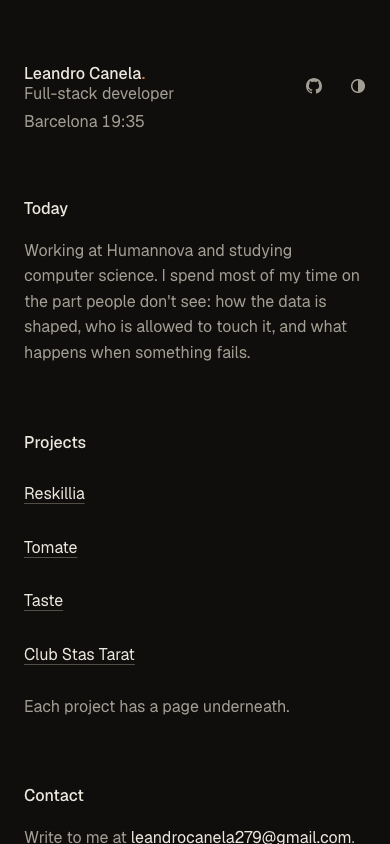 Leandro Canela.
Full-stack developer
Barcelona 19:35
Today
Working at Humannova and studying
computer science. I spend most of my time on
the part people don't see: how the data is
shaped, who is allowed to touch it, and what
happens when something fails.
Projects
Reskillia
Tomate
Taste
Club Stas Tarat
Each project has a page underneath.
Contact
Write to me at leandrocanela279@gmail.com.